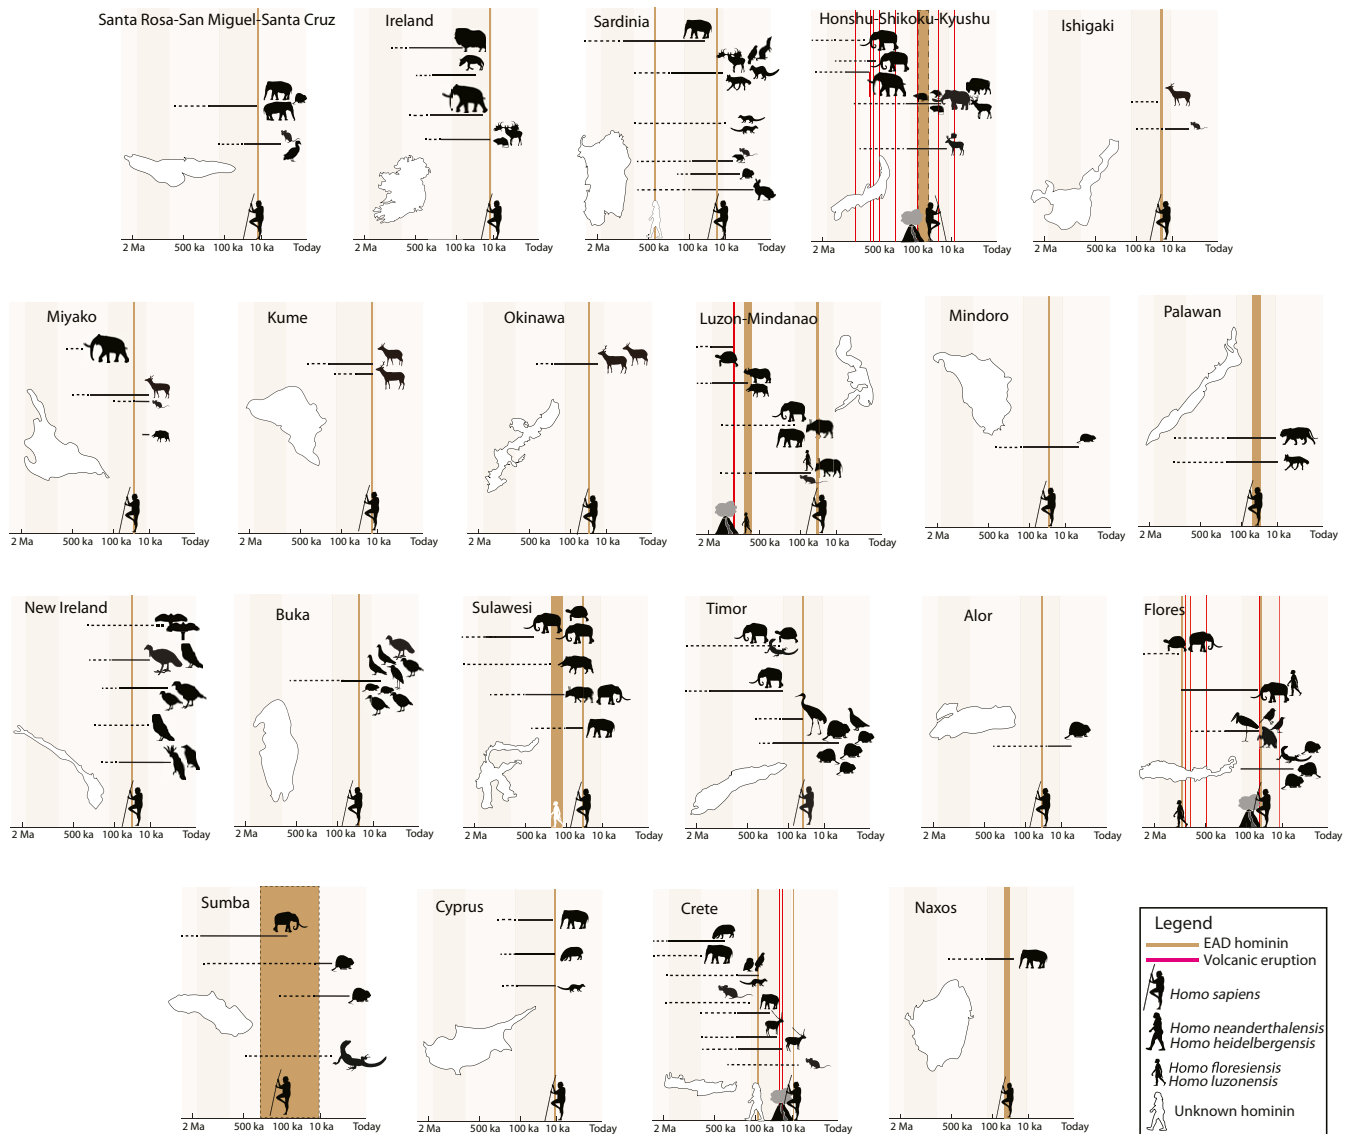 Santa Rosa-San Miguel-Santa Cruz
2 Ma 500 ka 100 ka 10 ka Today
Ireland
2 Ma 500 ka 100 ka 10 ka Today
Sardinia
2 Ma 500 ka 100 ka 10 ka Today
Honshu-Shikoku-Kyushu
2 Ma 500 ka 100 ka 10 ka Today
Ishigaki
2 Ma 500 ka 100 ka 10 ka Today
Miyako
2 Ma 500 ka 100 ka 10 ka Today
Kume
2 Ma 500 ka 100 ka 10 ka Today
Okinawa
2 Ma 500 ka 100 ka 10 ka Today
Luzon-Mindanao
2 Ma 500 ka 100 ka 10 ka Today
Mindoro
2 Ma 500 ka 100 ka 10 ka Today
Palawan
2 Ma 500 ka 100 ka 10 ka Today
New Ireland
2 Ma 500 ka 100 ka 10 ka Today
Buka
2 Ma 500 ka 100 ka 10 ka Today
Sulawesi
2 Ma 500 ka 100 ka 10 ka Today
Timor
2 Ma 500 ka 100 ka 10 ka Today
Alor
2 Ma 500 ka 100 ka 10 ka Today
Flores
2 Ma 500 ka 100 ka 10 ka Today
Sumba
2 Ma 500 ka 100 ka 10 ka Today
Cyprus
2 Ma 500 ka 100 ka 10 ka Today
Crete
2 Ma 500 ka 100 ka 10 ka Today
Naxos
2 Ma 500 ka 100 ka 10 ka Today
Legend
EAD hominin
Volcanic eruption
Homo sapiens
Homo neanderthalensis
Homo heidelbergensis
Homo floresiensis
Homo luzonensis
Unknown hominin